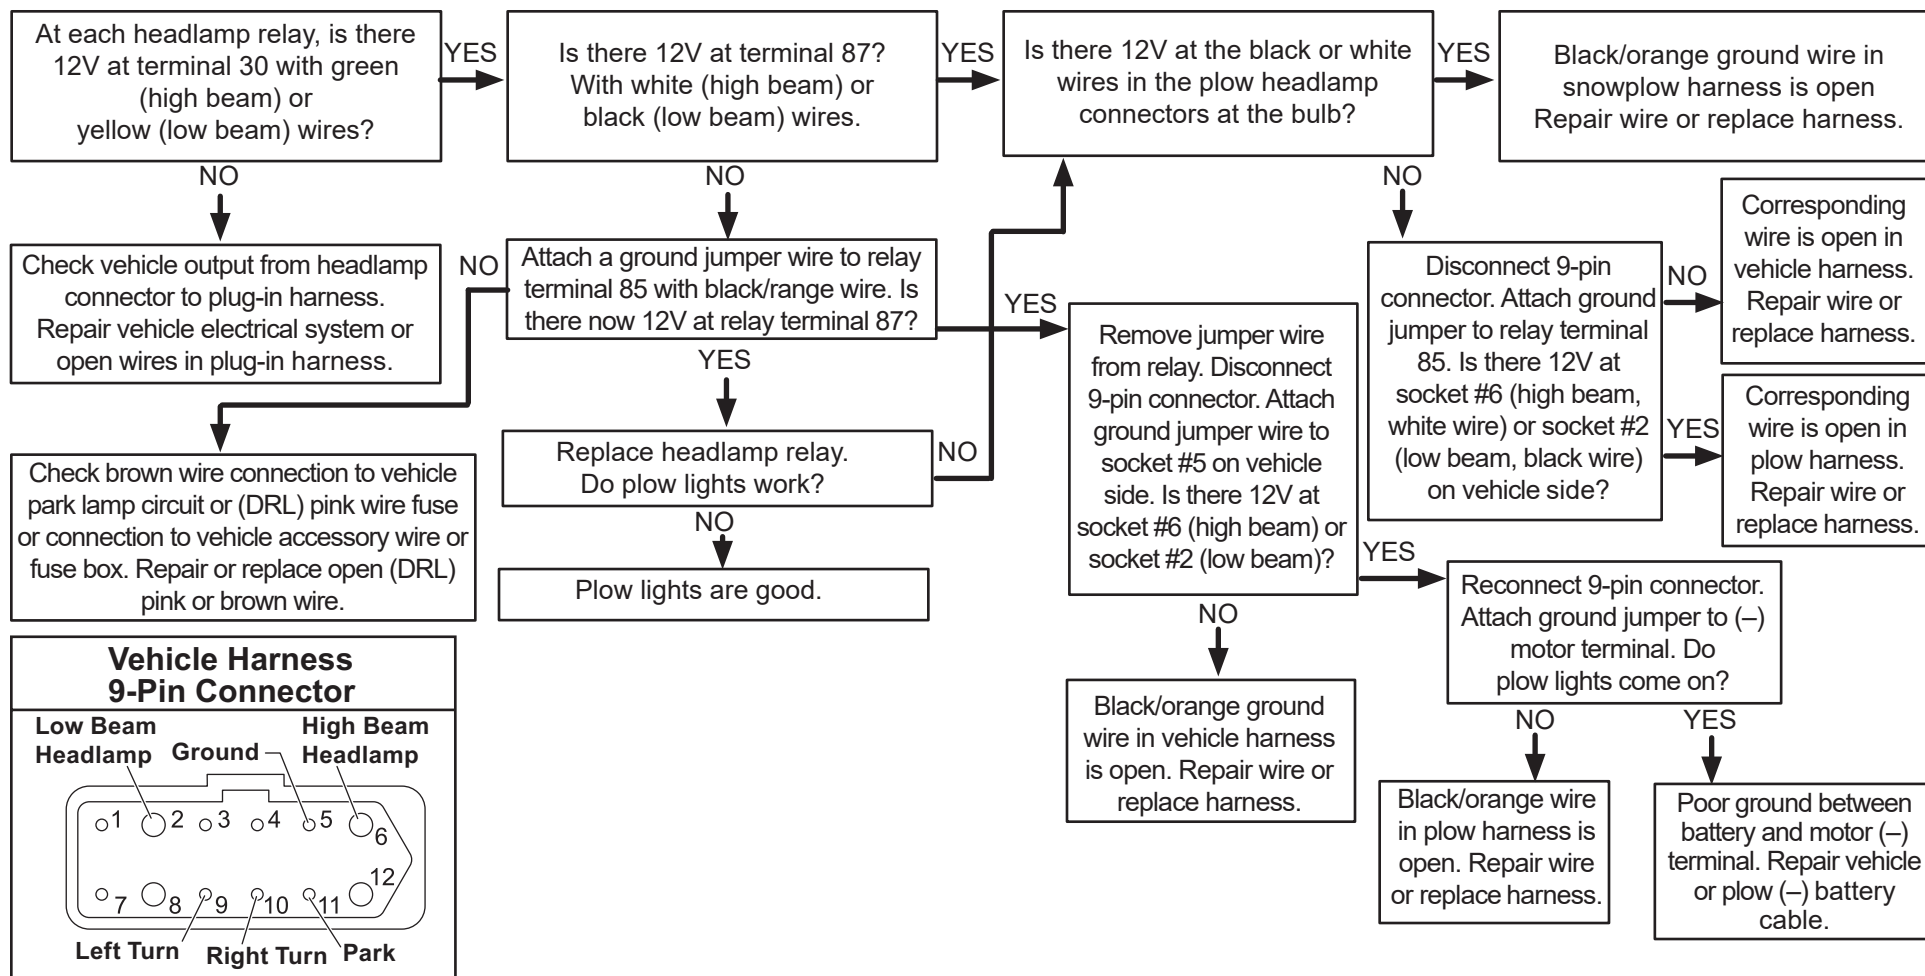 At each headlamp relay, is there
12V at terminal 30 with green
(high beam) or
yellow (low beam) wires?
YES
Is there 12V at terminal 87?
With white (high beam) or
black (low beam) wires.
YES
Is there 12V at the black or white
wires in the plow headlamp
connectors at the bulb?
YES
Black/orange ground wire in
snowplow harness is open
Repair wire or replace harness.
NO
NO
NO
Check vehicle output from headlamp
connector to plug-in harness.
Repair vehicle electrical system or
open wires in plug-in harness.
NO
Attach a ground jumper wire to relay
terminal 85 with black/range wire. Is
there now 12V at relay terminal 87?
YES
Remove jumper wire
from relay. Disconnect
9-pin connector. Attach
ground jumper wire to
socket #5 on vehicle
side. Is there 12V at
socket #6 (high beam) or
socket #2 (low beam)?
Disconnect 9-pin
connector. Attach ground
jumper to relay terminal
85. Is there 12V at
socket #6 (high beam,
white wire) or socket #2
(low beam, black wire)
on vehicle side?
NO
Corresponding
wire is open in
vehicle harness.
Repair wire or
replace harness.
YES
Corresponding
wire is open in
plow harness.
Repair wire or
replace harness.
YES
Replace headlamp relay.
Do plow lights work?
NO
Check brown wire connection to vehicle
park lamp circuit or (DRL) pink wire fuse
or connection to vehicle accessory wire or
fuse box. Repair or replace open (DRL)
pink or brown wire.
NO
Plow lights are good.
YES
Reconnect 9-pin connector.
Attach ground jumper to (–)
motor terminal. Do
plow lights come on?
NO
Black/orange ground
wire in vehicle harness
is open. Repair wire or
replace harness.
NO
YES
Black/orange wire
in plow harness is
open. Repair wire
or replace harness.
Poor ground between
battery and motor (–)
terminal. Repair vehicle
or plow (–) battery
cable.
Vehicle Harness
9-Pin Connector
Low Beam
Headlamp
Ground
High Beam
Headlamp
1 2 3 4 5 6
7 8 9 10 11 12
Left Turn
Right Turn
Park